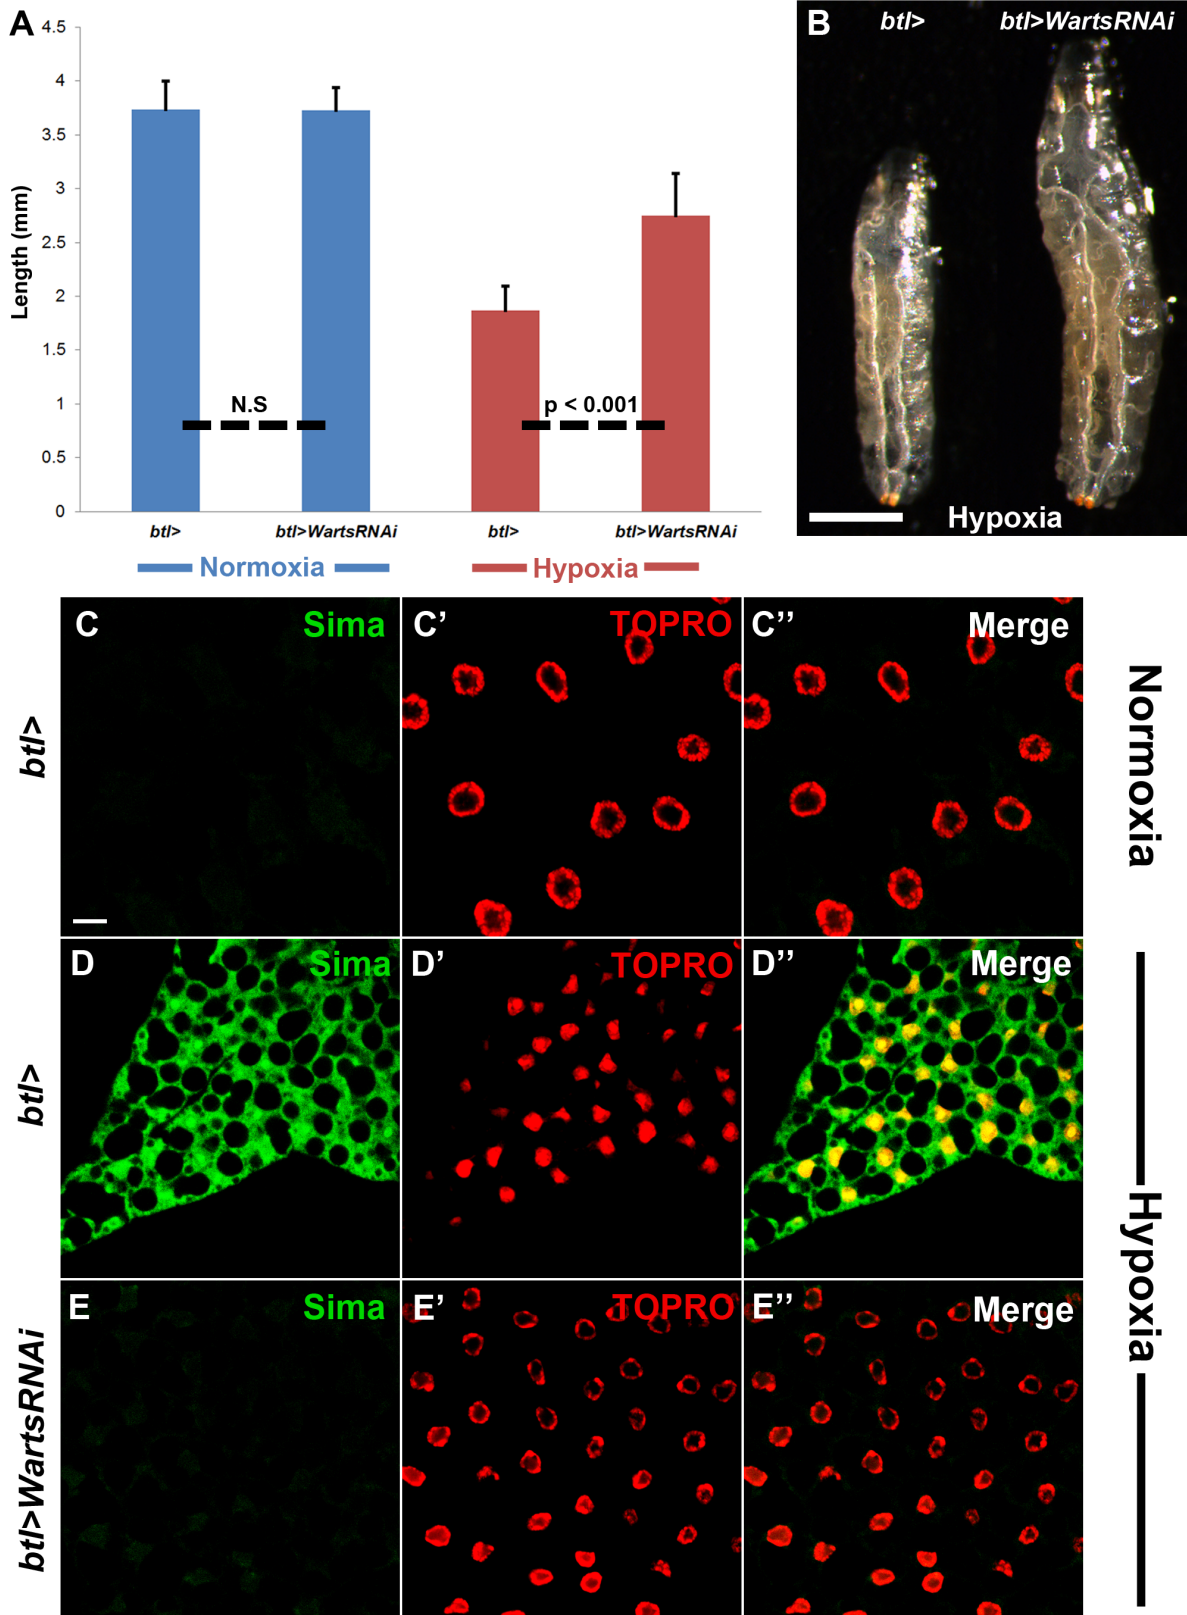 A
4.5
4
3.5
3
2.5
2
1.5
1
0.5
0
Length (mm)
N.S
p < 0.001
btl>
btl>WartsRNAi
btl>
btl>WartsRNAi
Normoxia
Hypoxia
B
btl>
btl>WartsRNAi
Hypoxia
btl>
C
Sima
C’
TOPRO
C’’
Merge
Normoxia
btl>
D
Sima
D’
TOPRO
D’’
Merge
Hypoxia
btl>WartsRNAi
E
Sima
E’
TOPRO
E’’
Merge